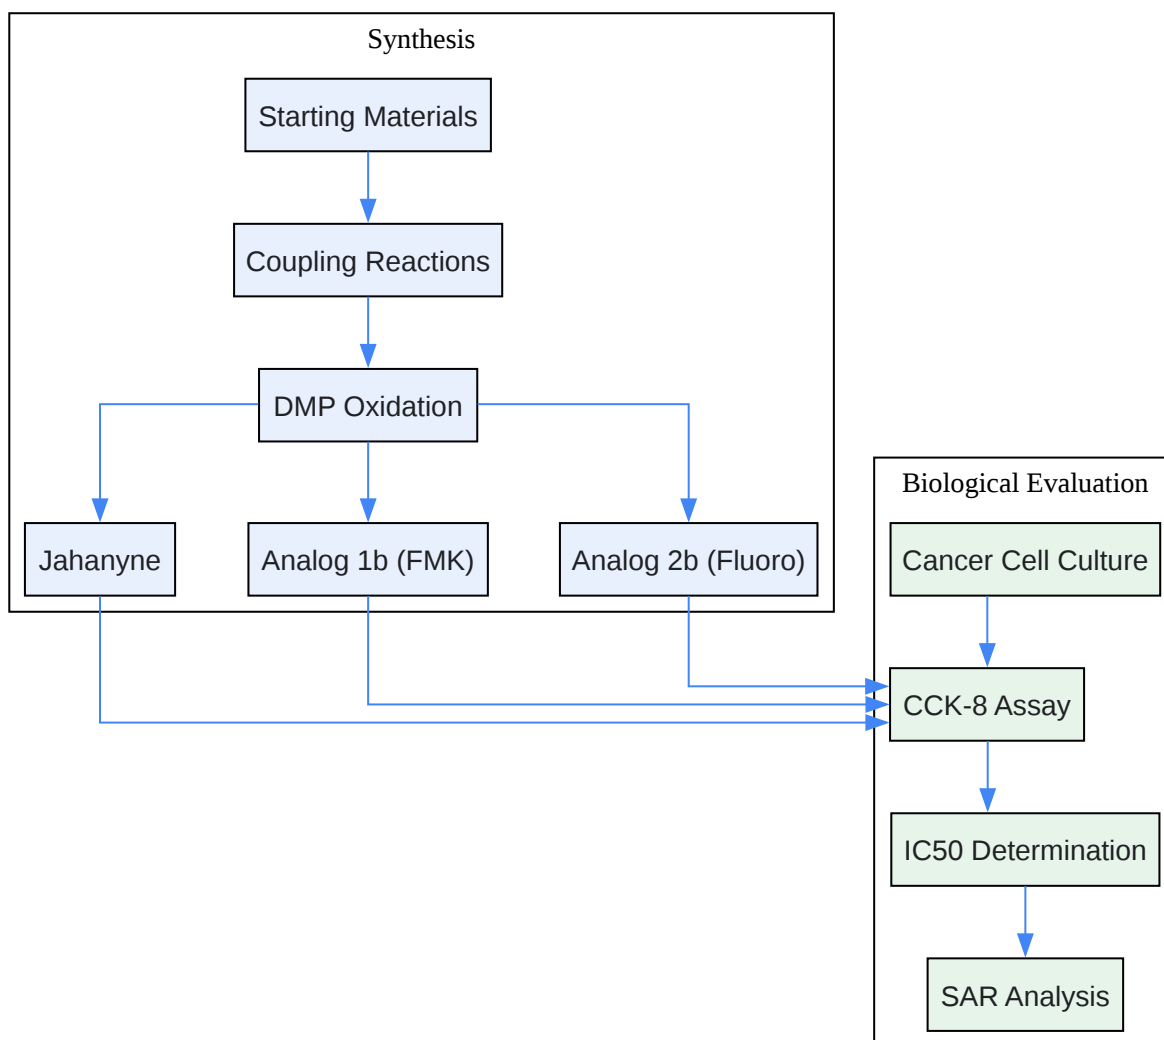 Synthesis
Starting Materials
Coupling Reactions
DMP Oxidation
Jahanyne
Analog 1b (FMK)
Analog 2b (Fluoro)
Biological Evaluation
Cancer Cell Culture
CCK-8 Assay
IC50 Determination
SAR Analysis